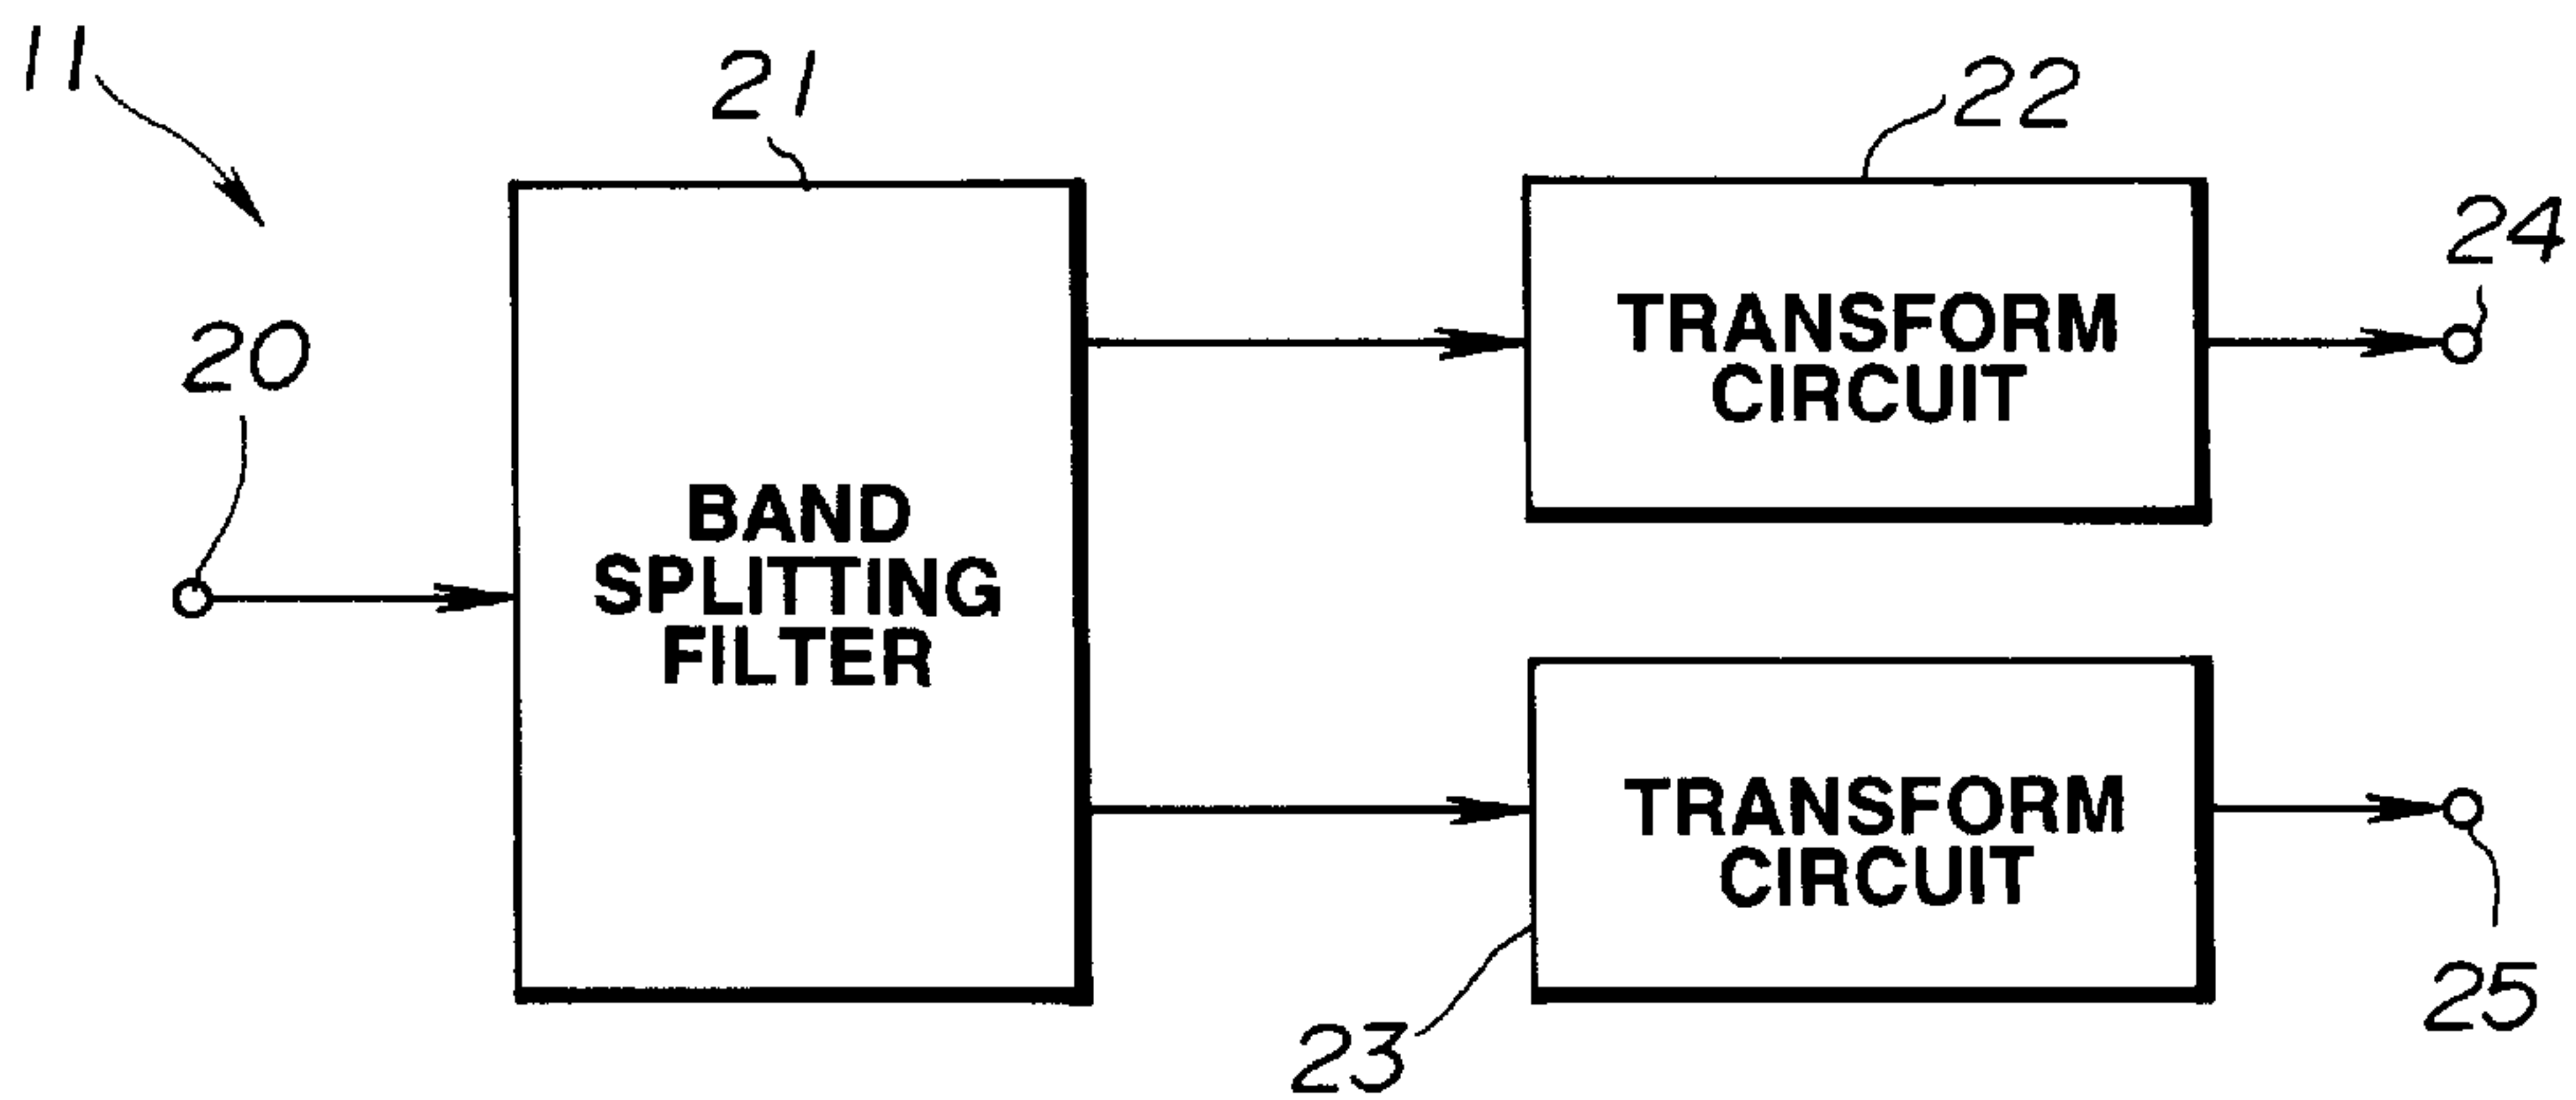 11
21
22
24
20
TRANSFORM
CIRCUIT
BAND
SPLITTING
FILTER
TRANSFORM
CIRCUIT
23
25